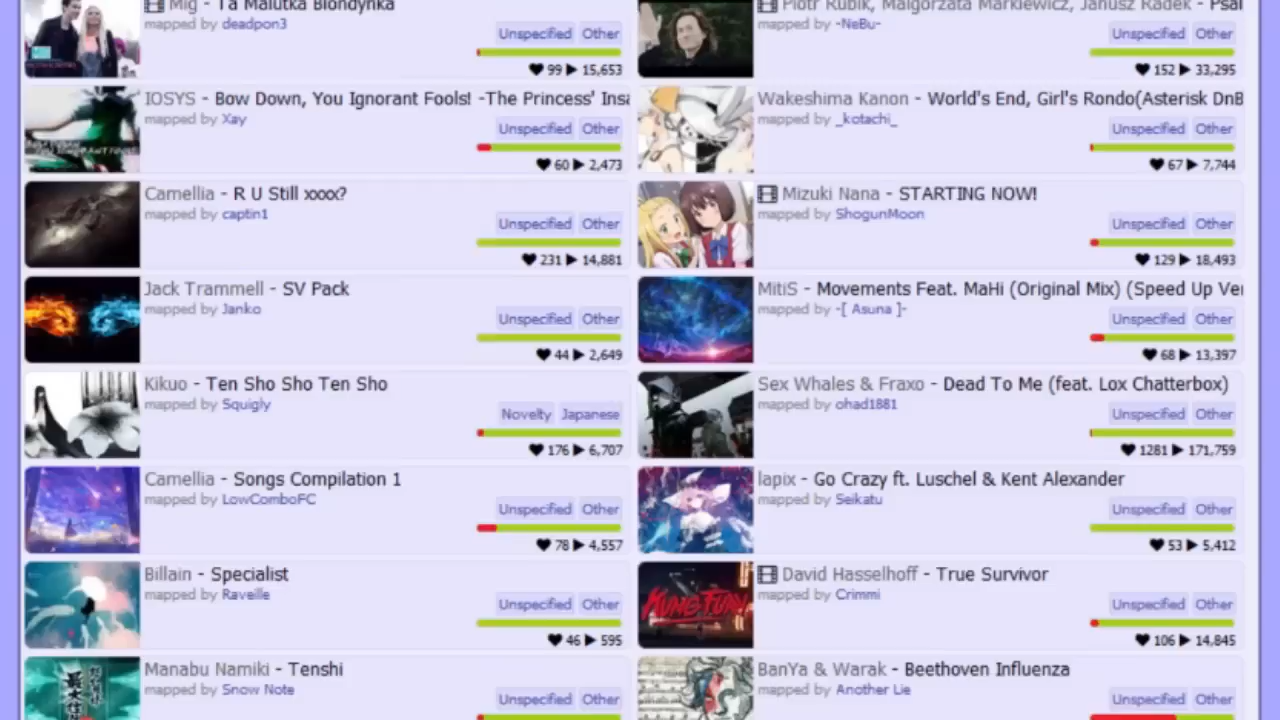 Mig - Ta Malutka Blondynka
mapped by deadpon3
Unspecified Other
99 15,653
Piotr Rubik, Malgorzata Markiewicz, Janusz Radek - Psal
mapped by -NeBu-
Unspecified Other
152 33,295
IOSYS - Bow Down, You Ignorant Fools! -The Princess' Insa
mapped by Xay
Unspecified Other
60 2,473
Wakeshima Kanon - World's End, Girl's Rondo(Asterisk DnB
mapped by _kotachi_
Unspecified Other
67 7,744
Camellia - R U Still xxxx?
mapped by captin1
Unspecified Other
231 14,881
Mizuki Nana - STARTING NOW!
mapped by ShogunMoon
Unspecified Other
129 18,493
Jack Trammell - SV Pack
mapped by Janko
Unspecified Other
44 2,649
MitiS - Movements Feat. MaHi (Original Mix) (Speed Up Ver
mapped by -[ Asuna ]-
Unspecified Other
68 13,397
Kikuo - Ten Sho Sho Ten Sho
mapped by Squigly
Novelty Japanese
176 6,707
Sex Whales & Fraxo - Dead To Me (feat. Lox Chatterbox)
mapped by ohad1881
Unspecified Other
1281 171,759
Camellia - Songs Compilation 1
mapped by LowComboFC
Unspecified Other
78 4,557
lapix - Go Crazy ft. Luschel & Kent Alexander
mapped by Seikatu
Unspecified Other
53 5,412
Billain - Specialist
mapped by Ravelle
Unspecified Other
46 595
KUNG FURY
David Hasselhoff - True Survivor
mapped by Crimmi
Unspecified Other
106 14,845
Manabu Namiki - Tenshi
mapped by Snow Note
Unspecified Other
BanYa & Warak - Beethoven Influenza
mapped by Another Lie
Unspecified Other